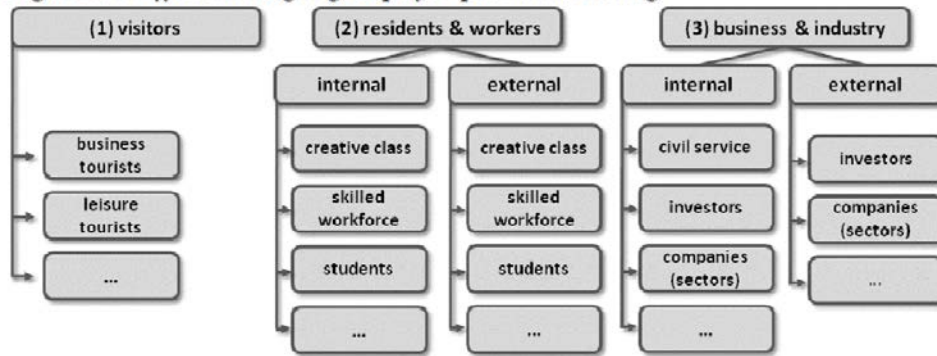 (1) visitors
business
tourists
leisure
tourists
...
(2) residents & workers
internal
creative class
skilled
workforce
students
...
external
creative class
skilled
workforce
students
...
(3) business & industry
internal
civil service
investors
companies
(sectors)
...
external
investors
companies
(sectors)
...